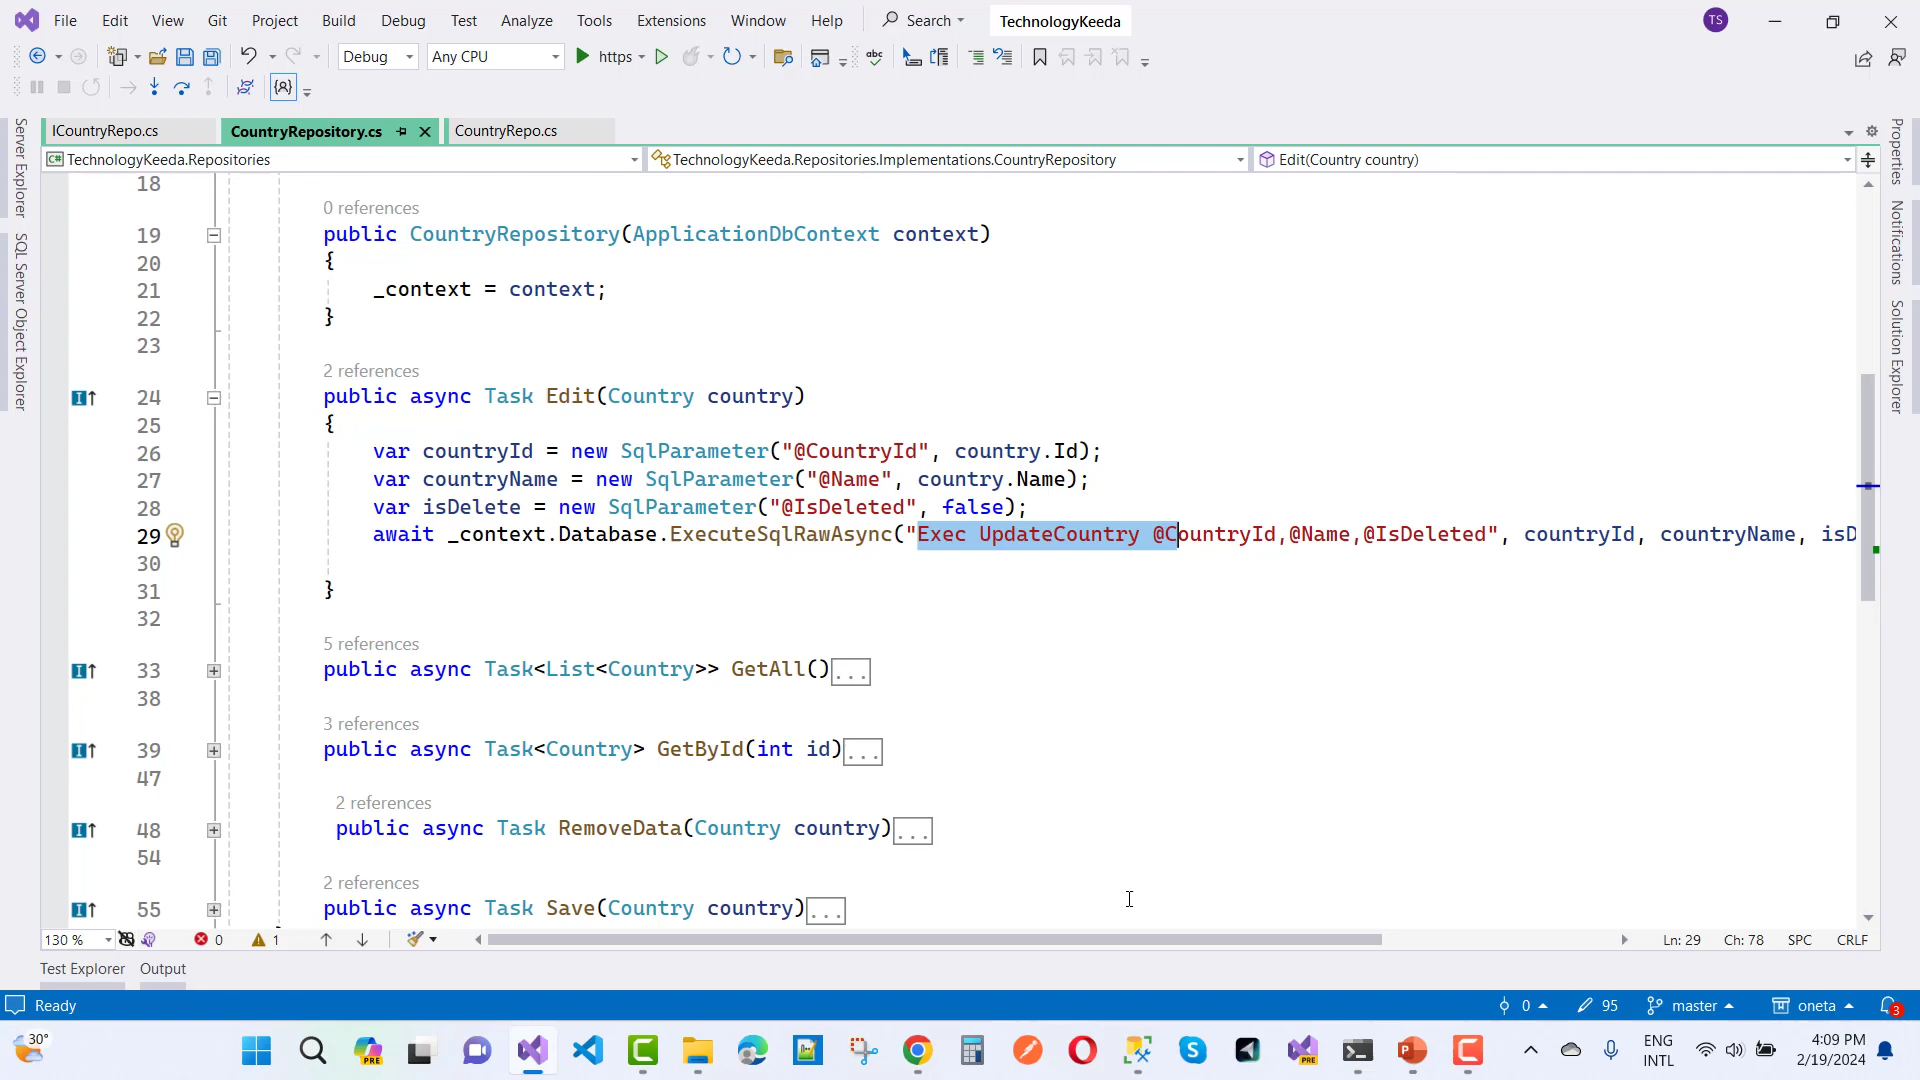 File Edit View Git Project Build Debug Test Analyze Tools Extensions Window Help Search TechnologyKeeda TS
Debug Any CPU https
ICountryRepo.cs CountryRepository.cs CountryRepo.cs
TechnologyKeeda.Repositories TechnologyKeeda.Repositories.Implementations.CountryRepository Edit(Country country)
Server Explorer
SQL Server Object Explorer
Properties
Notifications
Solution Explorer
18
0 references
19 public CountryRepository(ApplicationDbContext context)
20 {
21 _context = context;
22 }
23
2 references
24 public async Task Edit(Country country)
25 {
26 var countryId = new SqlParameter("@CountryId", country.Id);
27 var countryName = new SqlParameter("@Name", country.Name);
28 var isDelete = new SqlParameter("@IsDeleted", false);
29 await _context.Database.ExecuteSqlRawAsync("Exec UpdateCountry @CountryId,@Name,@IsDeleted", countryId, countryName, isD
30
31 }
32
5 references
33 public async Task<List<Country>> GetAll()...
38
3 references
39 public async Task<Country> GetById(int id)...
47
2 references
48 public async Task RemoveData(Country country)...
54
2 references
55 public async Task Save(Country country)...
130 % 0 1 Ln: 29 Ch: 78 SPC CRLF
Test Explorer Output
Ready 0 95 master oneta 3
30° PRE PRE ENG INTL 4:09 PM 2/19/2024